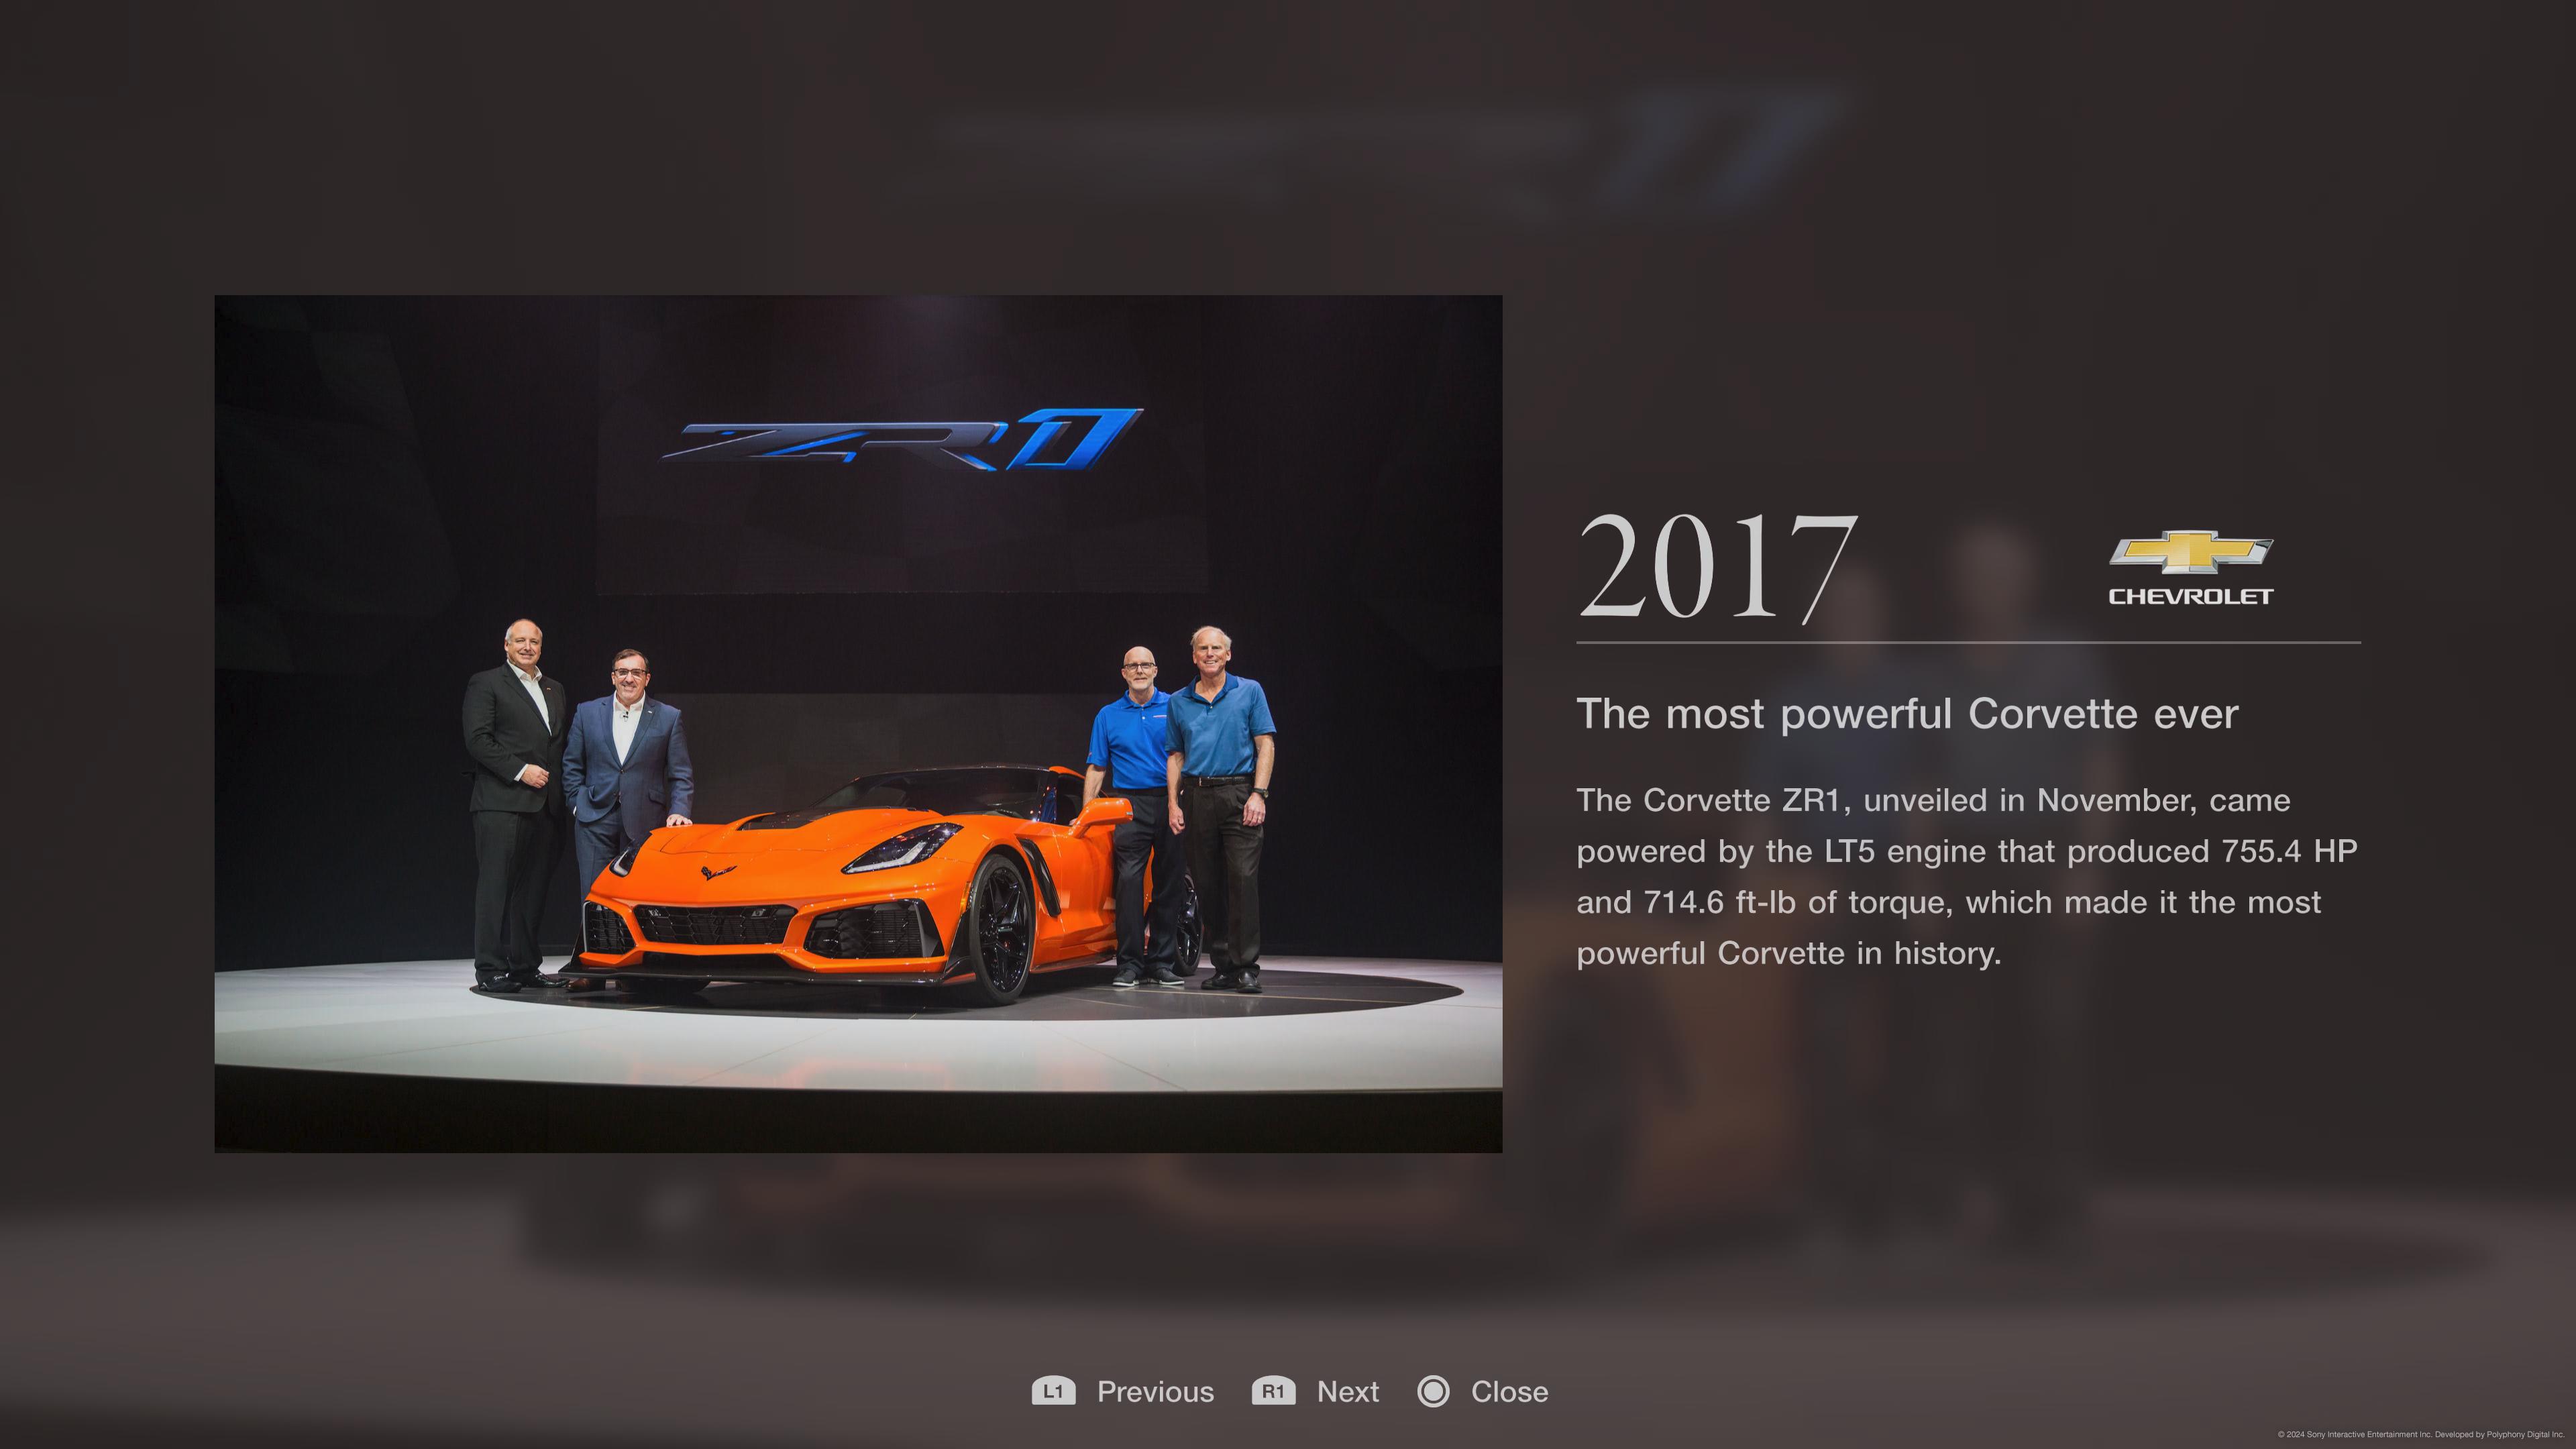 ZR1
2017
CHEVROLET
The most powerful Corvette ever
The Corvette ZR1, unveiled in November, came
powered by the LT5 engine that produced 755.4 HP
and 714.6 ft-lb of torque, which made it the most
powerful Corvette in history.
L1 Previous R1 Next Close
© 2024 Sony Interactive Entertainment Inc. Developed by Polyphony Digital Inc.